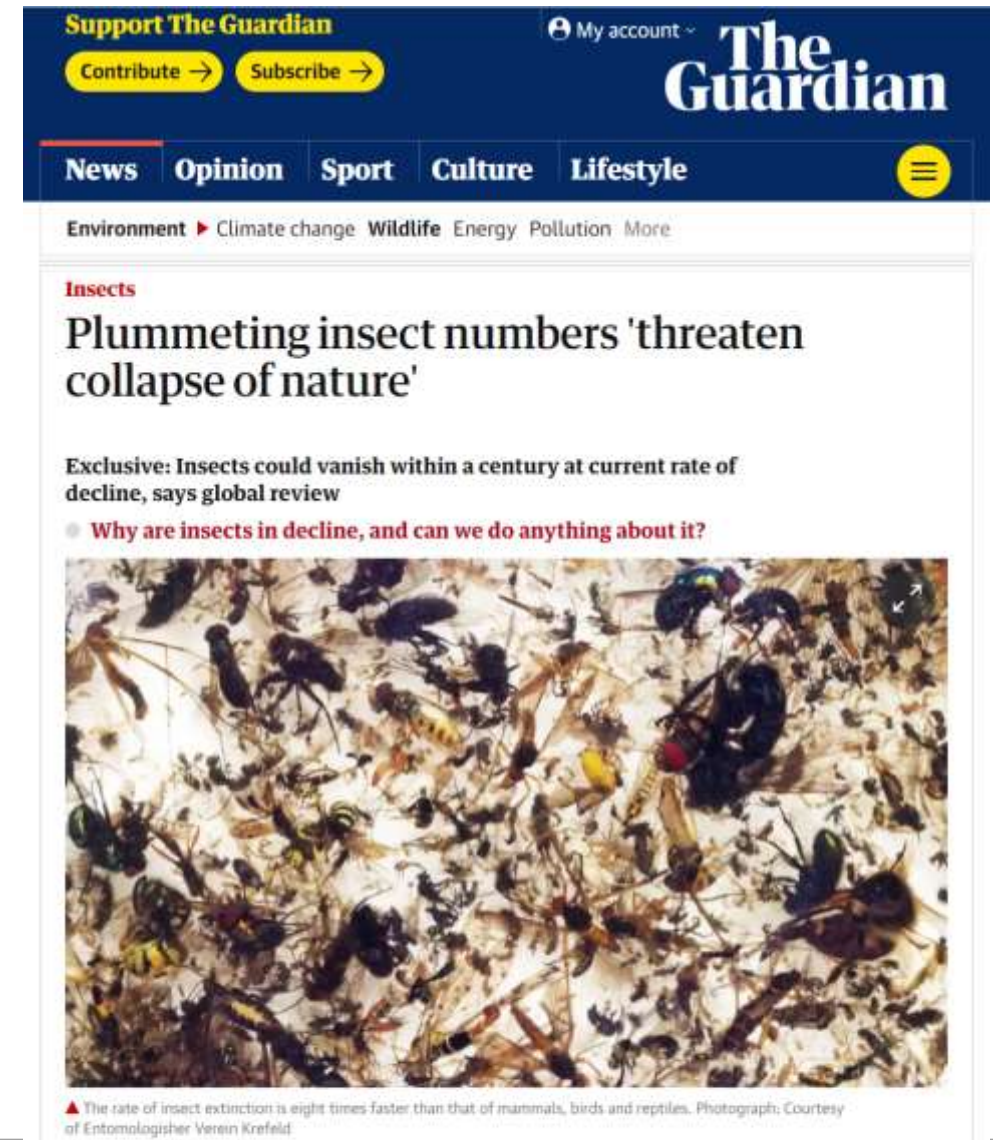 Support The Guardian
My account
Contribute →
Subscribe →
The
Guardian
News
Opinion
Sport
Culture
Lifestyle
Environment ▶ Climate change Wildlife Energy Pollution More
Insects
Plummeting insect numbers 'threaten
collapse of nature'
Exclusive: Insects could vanish within a century at current rate of
decline, says global review
Why are insects in decline, and can we do anything about it?
▲ The rate of insect extinction is eight times faster than that of mammals, birds and reptiles. Photograph: Courtesy
of Entomologisher Verein Krefeld